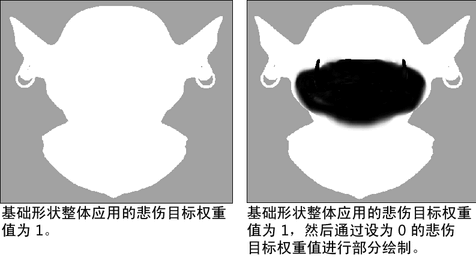 基础形状整体应用的悲伤目标权重
值为 1。
基础形状整体应用的悲伤目标权重
值为 1，然后通过设为 0 的悲伤
目标权重值进行部分绘制。